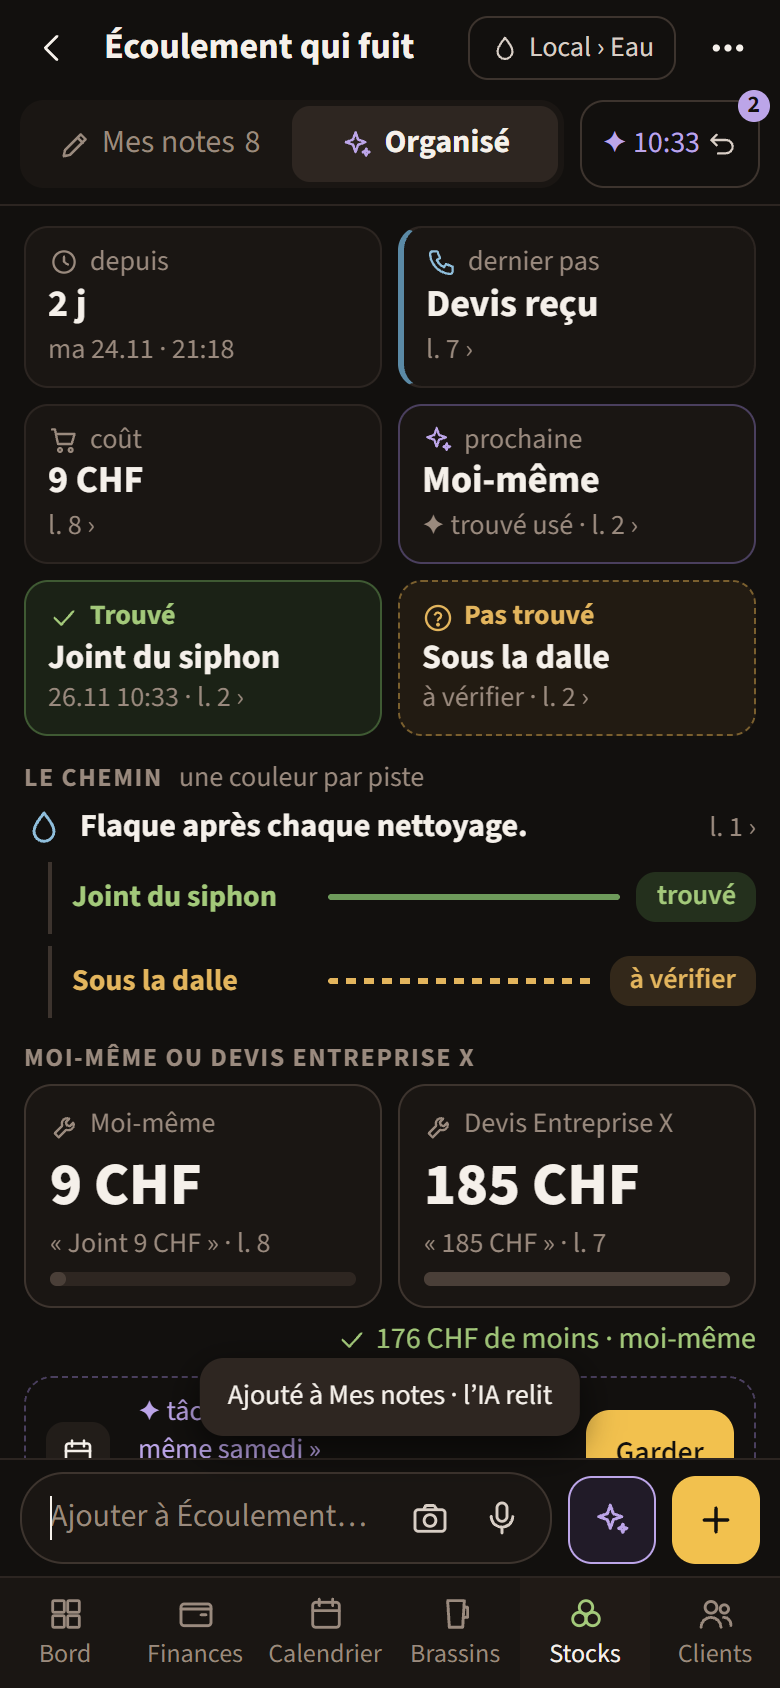 Écoulement qui fuit
Local › Eau
2
Mes notes 8
Organisé
✦ 10:33
depuis
2 j
ma 24.11 · 21:18
dernier pas
Devis reçu
l. 7 ›
coût
9 CHF
l. 8 ›
prochaine
Moi-même
✦ trouvé usé · l. 2 ›
Trouvé
Joint du siphon
26.11 10:33 · l. 2 ›
Pas trouvé
Sous la dalle
à vérifier · l. 2 ›
LE CHEMIN une couleur par piste
Flaque après chaque nettoyage.
l. 1 ›
Joint du siphon
trouvé
Sous la dalle
à vérifier
MOI-MÊME OU DEVIS ENTREPRISE X
Moi-même
9 CHF
« Joint 9 CHF » · l. 8
Devis Entreprise X
185 CHF
« 185 CHF » · l. 7
176 CHF de moins · moi-même
Ajouté à Mes notes · l’IA relit
même samedi »
Garder
Ajouter à Écoulement…
Bord
Finances
Calendrier
Brassins
Stocks
Clients